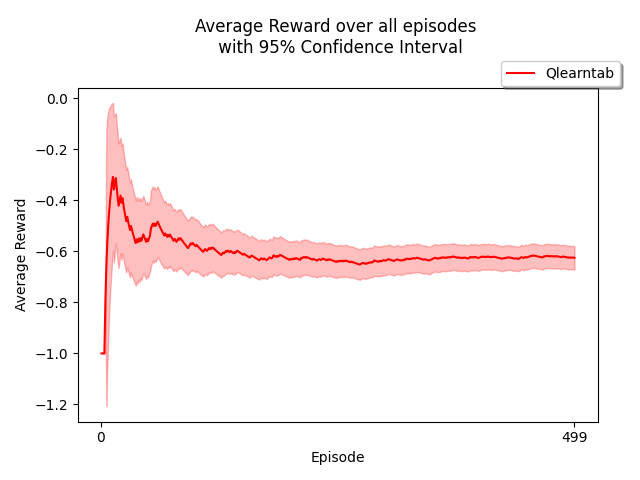 Average Reward over all episodes
with 95% Confidence Interval
Qlearntab
0.0
−0.2
−0.4
−0.6
−0.8
−1.0
−1.2
Average Reward
0
499
Episode